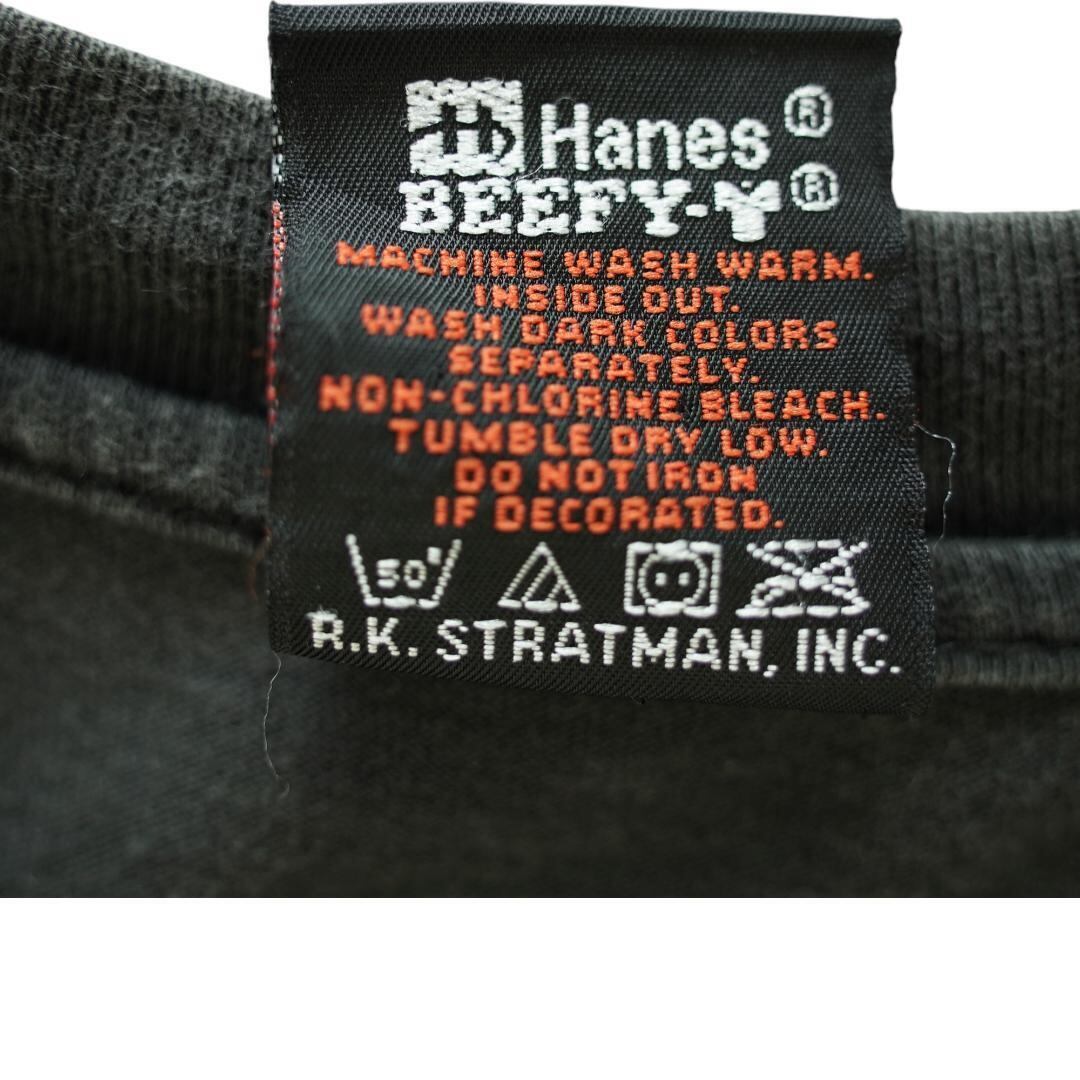 Hanes®
BEEFY-T®
MACHINE WASH WARM.
INSIDE OUT.
WASH DARK COLORS
SEPARATELY.
NON-CHLORINE BLEACH.
TUMBLE DRY LOW.
DO NOT IRON
IF DECORATED.
50°
R.K. STRATMAN, INC.